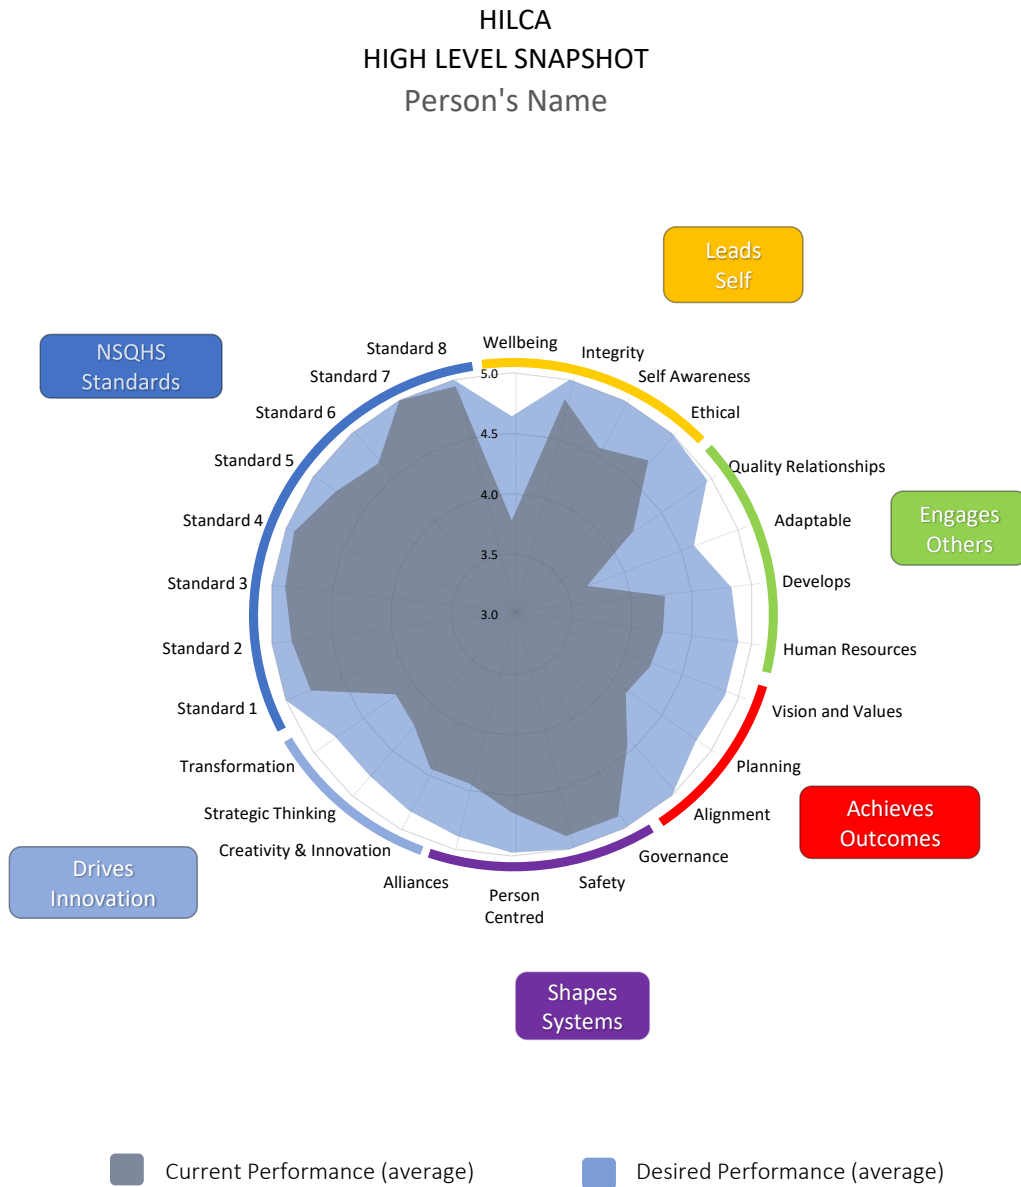 HILCA
HIGH LEVEL SNAPSHOT
Person's Name
Leads
Self
NSQHS
Standards
Engages
Others
Achieves
Outcomes
Drives
Innovation
Shapes
Systems
Wellbeing
Integrity
Self Awareness
Ethical
Quality Relationships
Adaptable
Develops
Human Resources
Vision and Values
Planning
Alignment
Governance
Safety
Person
Centred
Alliances
Creativity & Innovation
Strategic Thinking
Transformation
Standard 1
Standard 2
Standard 3
Standard 4
Standard 5
Standard 6
Standard 7
Standard 8
5.0
4.5
4.0
3.5
3.0
Current Performance (average)
Desired Performance (average)